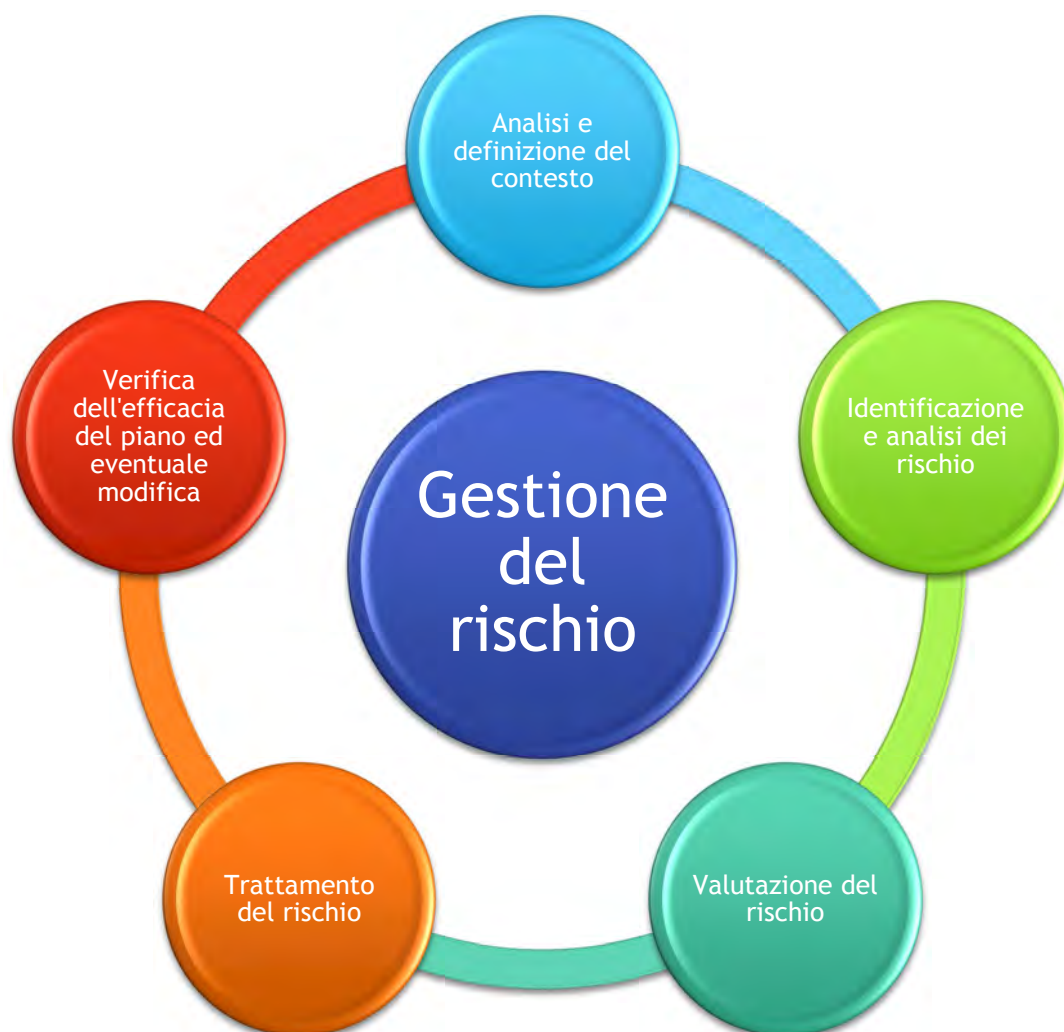 Analisi e
definizione del
contesto
Identificazione
e analisi dei
rischio
Valutazione del
rischio
Trattamento
del rischio
Verifica
dell'efficacia
del piano ed
eventuale
modifica
Gestione
del
rischio